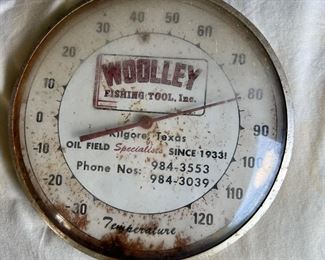 -30
-20
-10
0
10
20
30
40
50
60
70
80
90
100
110
120
WOOLLEY
FISHING TOOL, Inc.
Kilgore, Texas
OIL FIELD Specialists SINCE 1933!
Phone Nos: 984-3553
984-3039
Temperature